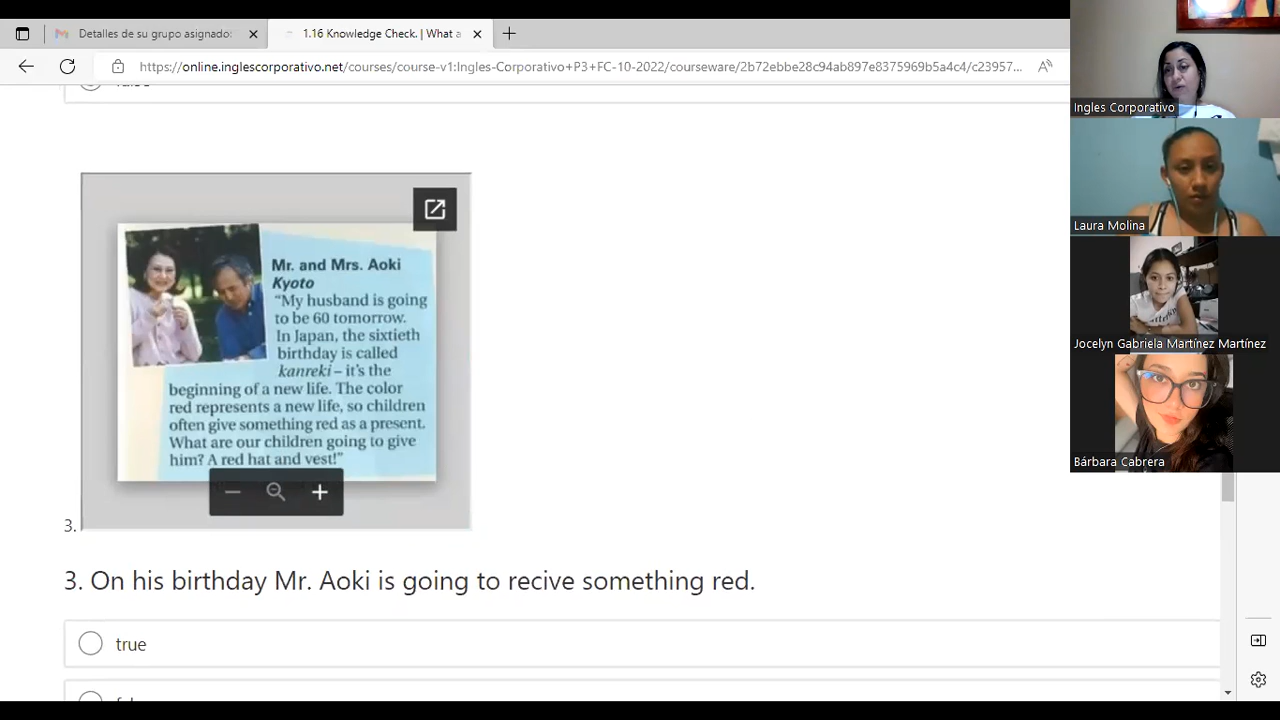 Detalles de su grupo asignado:
1.16 Knowledge Check. | What a
https://online.inglescorporativo.net/courses/course-v1:Ingles-Corporativo+P3+FC-10-2022/courseware/2b72ebbe28c94ab897e8375969b5a4c4/c23957...
Mr. and Mrs. Aoki
Kyoto
“My husband is going
to be 60 tomorrow.
In Japan, the sixtieth
birthday is called
kanreki – it's the
beginning of a new life. The color
red represents a new life, so children
often give something red as a present.
What are our children going to give
him? A red hat and vest!”
3.
3. On his birthday Mr. Aoki is going to recive something red.
true
Ingles Corporativo
Laura Molina
Jocelyn Gabriela Martínez Martínez
Bárbara Cabrera